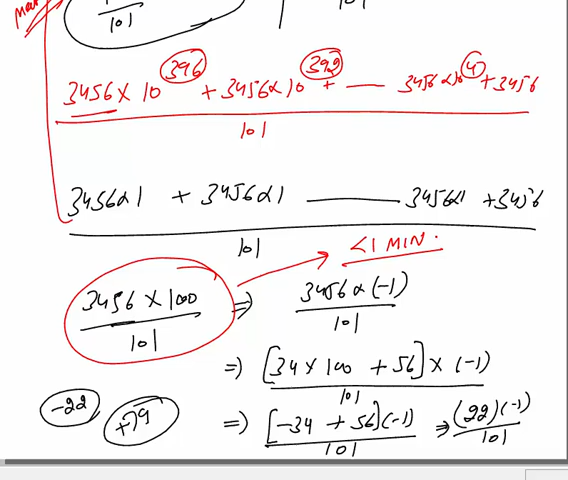 101 101
3456 × 10^396 + 3456 × 10^392 + — 3456 × 10^4 + 3456
101
3456 × 1 + 3456 × 1 —— 3456 × 1 + 3456
101
< 1 MIN.
3456 × 100 ⇒ 3456 × (-1)
101 101
⇒ [34 × 100 + 56] × (-1)
101
-22 +79 ⇒ [-34 + 56] (-1) ⇒ (22) (-1)
101 101